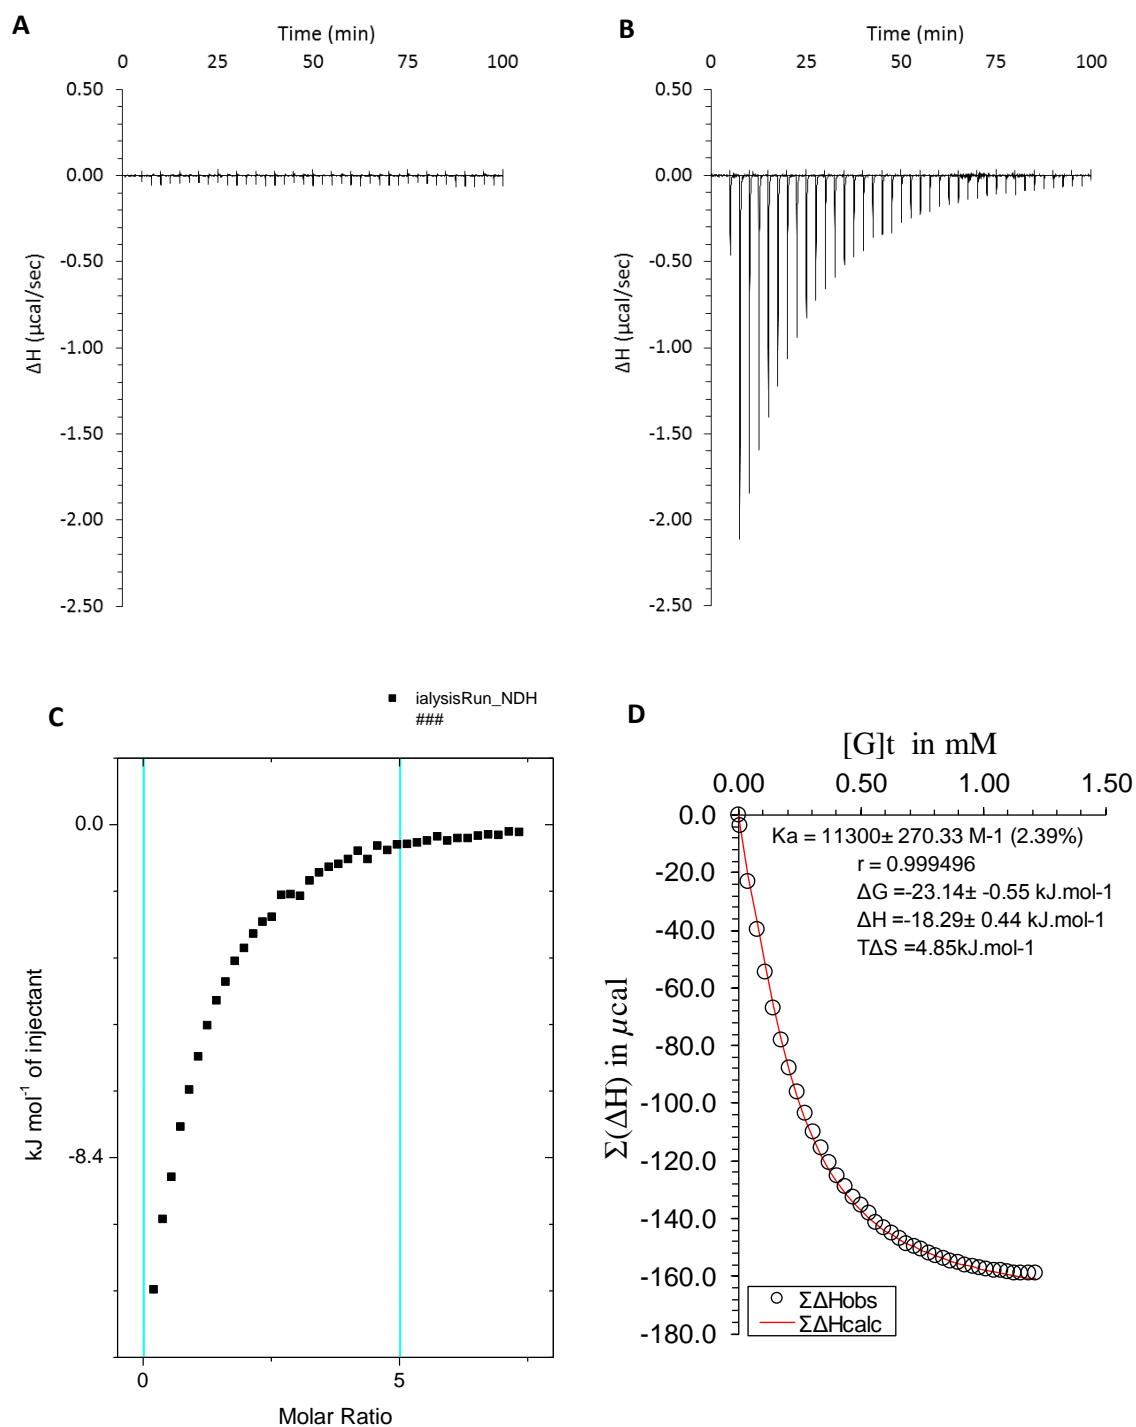 A
Time (min)
0 25 50 75 100
0.50
0.00
-0.50
-1.00
-1.50
-2.00
-2.50
ΔH (μcal/sec)
B
Time (min)
0 25 50 75 100
0.50
0.00
-0.50
-1.00
-1.50
-2.00
-2.50
ΔH (μcal/sec)
C
ialysisRun_NDH
###
0.0
-8.4
kJ mol⁻¹ of injectant
0 5
Molar Ratio
D
[G]t in mM
0.00 0.50 1.00 1.50
0.0
-20.0
-40.0
-60.0
-80.0
-100.0
-120.0
-140.0
-160.0
-180.0
Σ(ΔH) in μcal
Ka = 11300± 270.33 M-1 (2.39%)
r = 0.999496
ΔG =-23.14± -0.55 kJ.mol-1
ΔH =-18.29± 0.44 kJ.mol-1
TΔS =4.85kJ.mol-1
ΣΔHobs
ΣΔHcalc